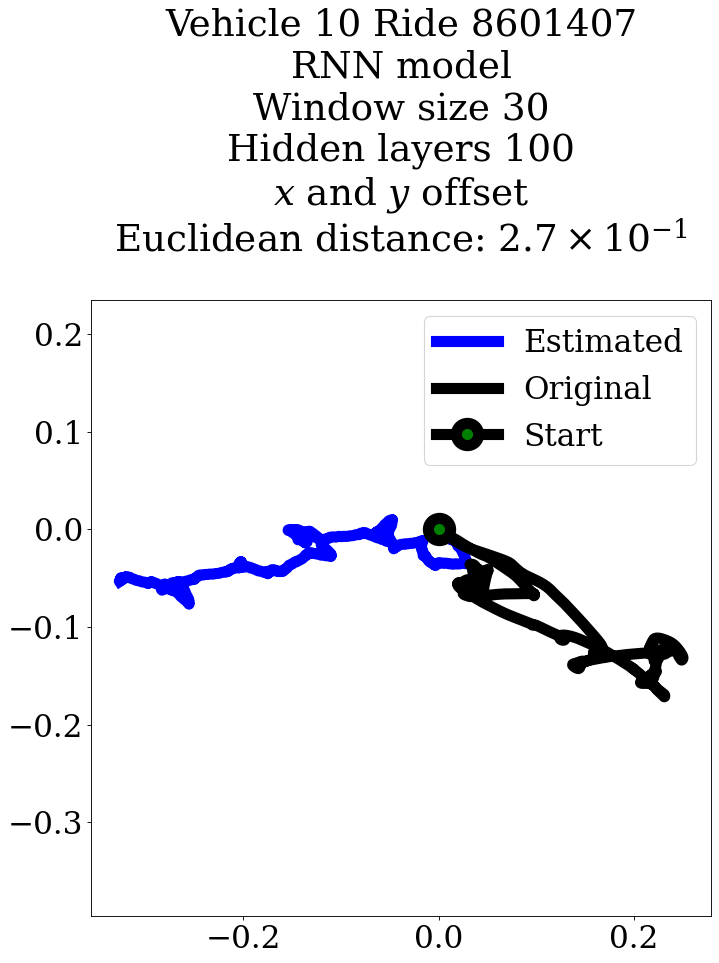 Vehicle 10 Ride 8601407
RNN model
Window size 30
Hidden layers 100
x and y offset
Euclidean distance: 2.7 × 10⁻¹
Estimated
Original
Start
0.2
0.1
0.0
−0.1
−0.2
−0.3
−0.2 0.0 0.2